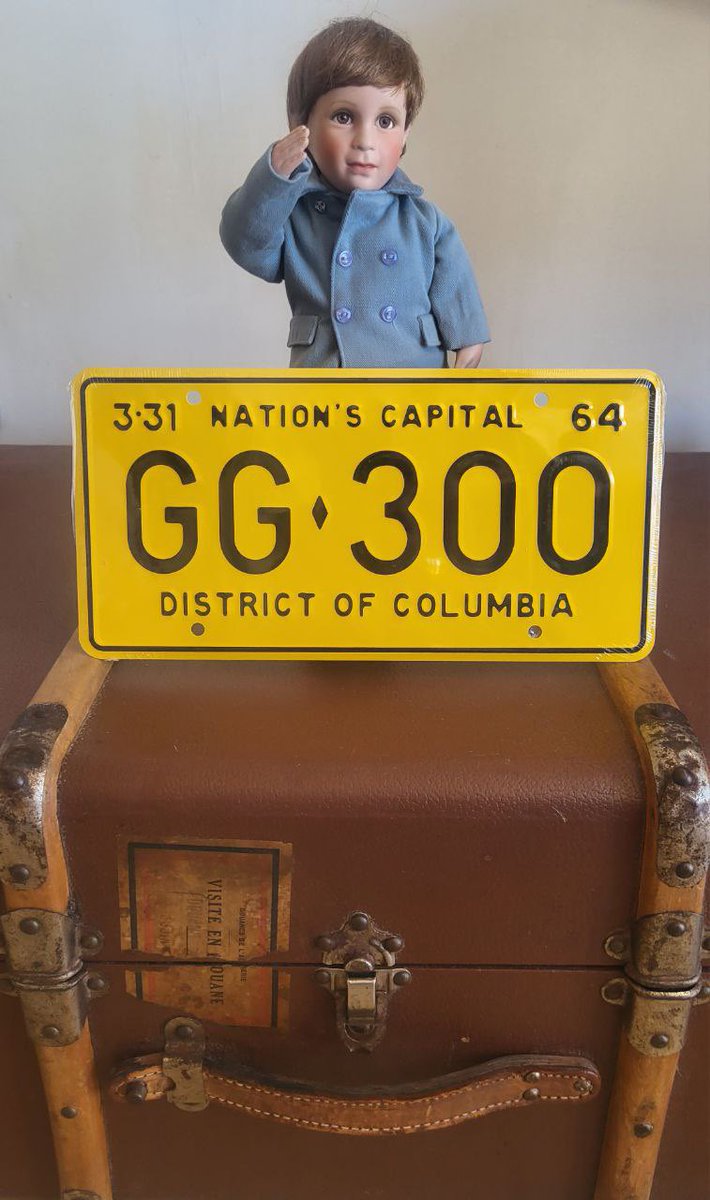 3·31 NATION'S CAPITAL 64
GG♦300
DISTRICT OF COLUMBIA
VISITE EN DOUANE